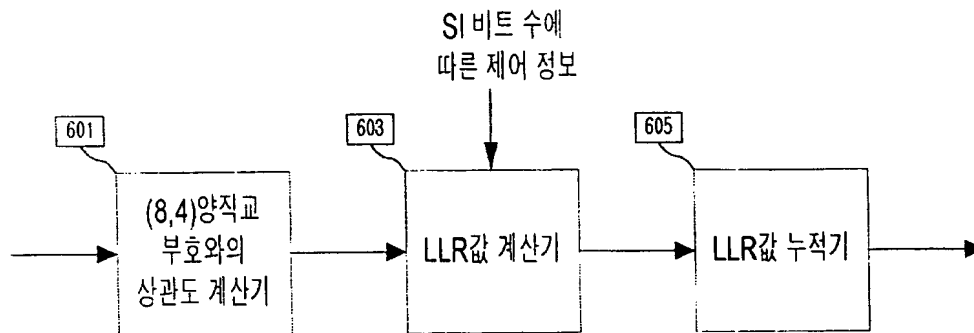 SI 비트 수에
따른 제어 정보
601
603
605
(8,4)양직교
부호와의
상관도 계산기
LLR값 계산기
LLR값 누적기